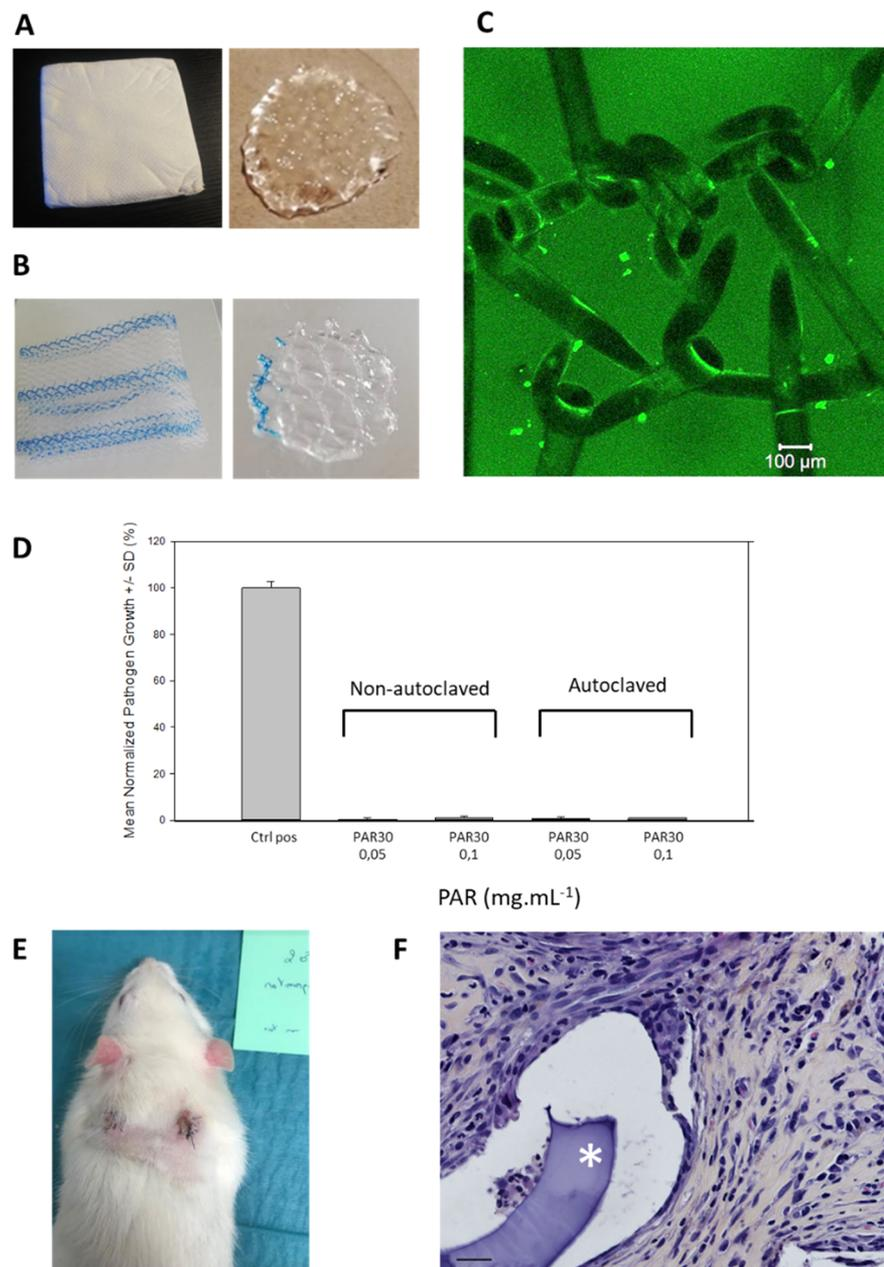 A
C
B
100 µm
D
Mean Normalized Pathogen Growth +/- SD (%)
120
100
80
60
40
20
0
Non-autoclaved
Autoclaved
Ctrl pos
PAR30
0,05
PAR30
0,1
PAR30
0,05
PAR30
0,1
PAR (mg.mL⁻¹)
E
F
*